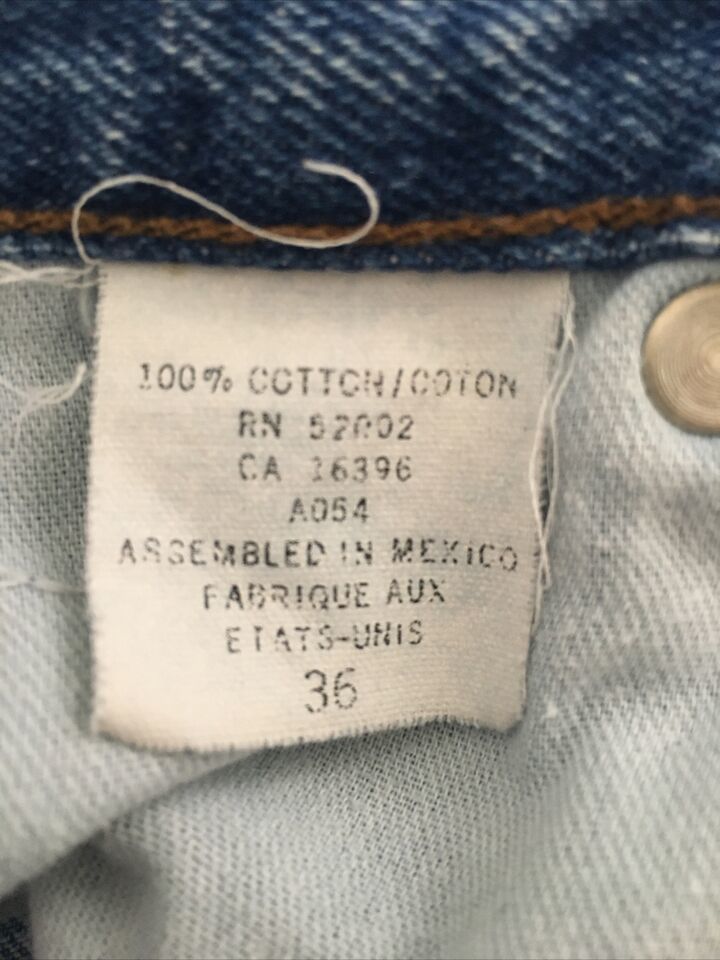 100% COTTON/COTON
RN 52002
CA 16396
A054
ASSEMBLED IN MEXICO
FABRIQUE AUX
ETATS-UNIS
36